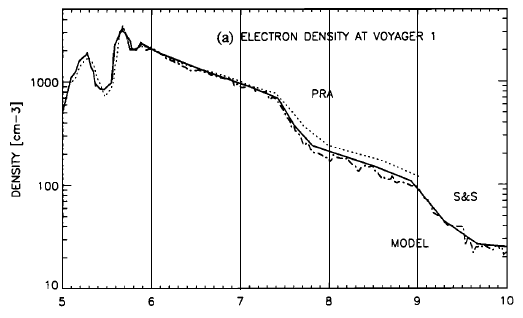 (a) ELECTRON DENSITY AT VOYAGER 1
1000
PRA
DENSITY [cm-3]
100
S&S
MODEL
10
5 6 7 8 9 10